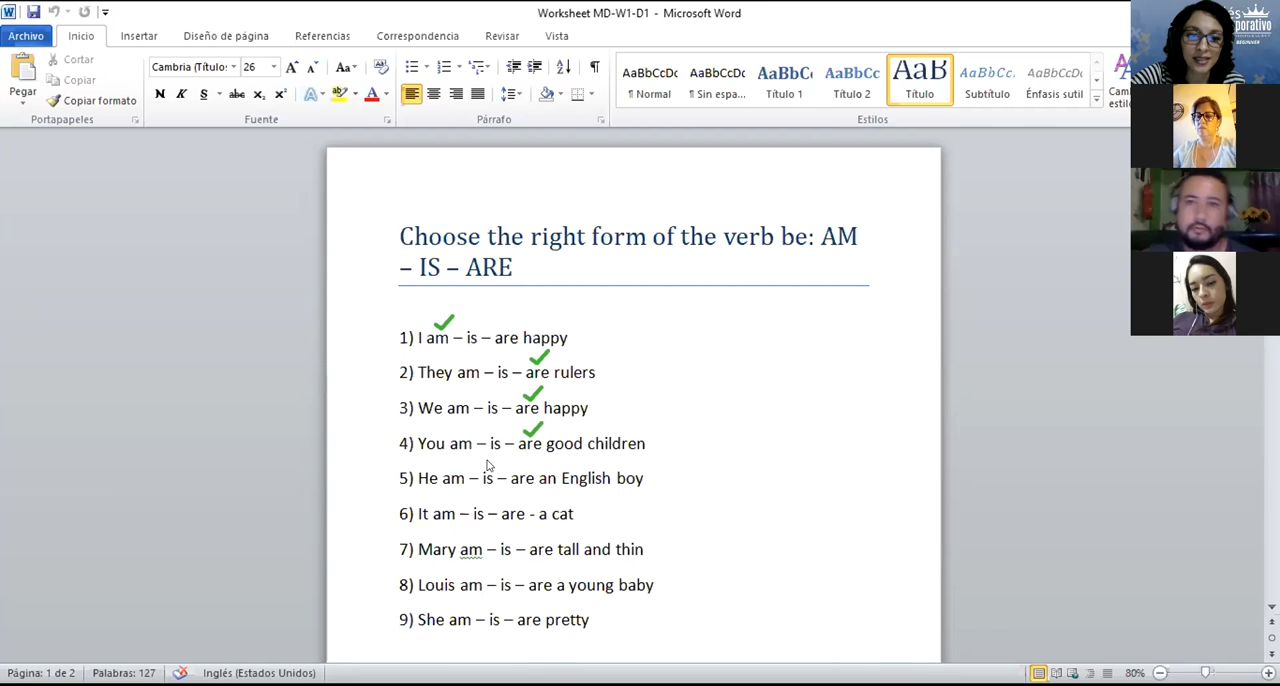 Worksheet MD-W1-D1 - Microsoft Word
Archivo Inicio Insertar Diseño de página Referencias Correspondencia Revisar Vista
Pegar
Cortar
Copiar
Copiar formato
Portapapeles
Cambria (Títulos 26
N K S abc x₂ x²
Fuente
Párrafo
AaBbCcDc AaBbCcDc AaBbC AaBbCc AaB AaBbCc. AaBbCcDc
¶ Normal ¶ Sin espa... Título 1 Título 2 Título Subtítulo Énfasis sutil
Estilos
BEGINNER
Choose the right form of the verb be: AM
– IS – ARE
1) I am – is – are happy
2) They am – is – are rulers
3) We am – is – are happy
4) You am – is – are good children
5) He am – is – are an English boy
6) It am – is – are - a cat
7) Mary am – is – are tall and thin
8) Louis am – is – are a young baby
9) She am – is – are pretty
Página: 1 de 2 Palabras: 127 Inglés (Estados Unidos) 80%